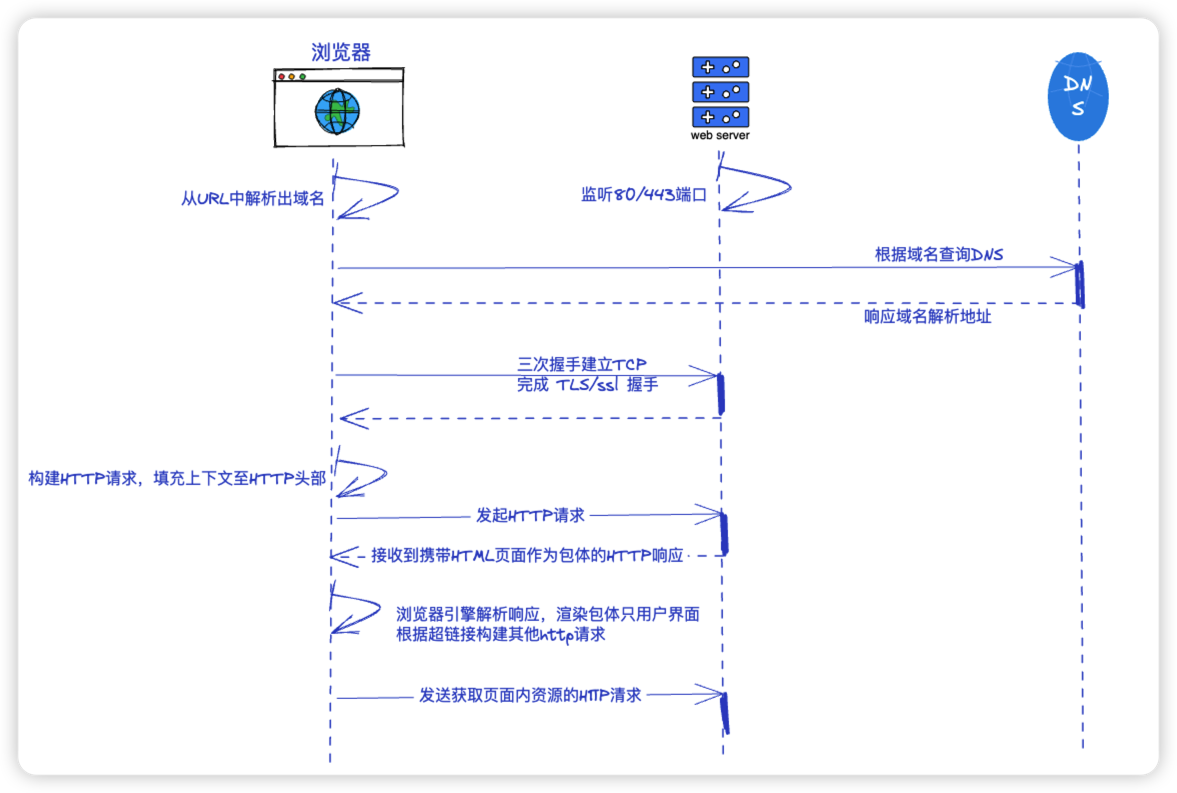 浏览器
DN
S
web server
从URL中解析出域名
监听80/443端口
根据域名查询DNS
响应域名解析地址
三次握手建立TCP
完成 TLS/ssl 握手
构建HTTP请求，填充上下文至HTTP头部
发起HTTP请求
接收到携带HTML页面作为包体的HTTP响应
浏览器引擎解析响应，渲染包体只用户界面
根据超链接构建其他http请求
发送获取页面内资源的HTTP请求